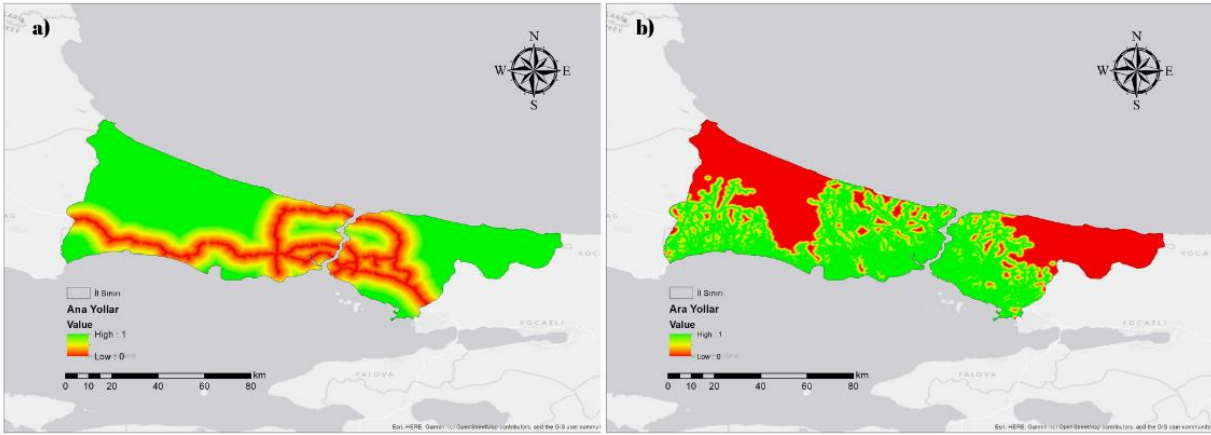 a)
N
W E
S
İl Sınırı
Ana Yollar
Value
High : 1
Low : 0
km
0 10 20 40 60 80
KOCAELİ
YALOVA
Esri, HERE, Garmin, (c) OpenStreetMap contributors, and the GIS user
b)
N
W E
S
İl Sınırı
Ara Yollar
Value
High : 1
Low : 0
km
0 10 20 40 60 80
KOCAELİ
YALOVA
Esri, HERE, Garmin, (c) OpenStreetMap contributors, and the GIS user